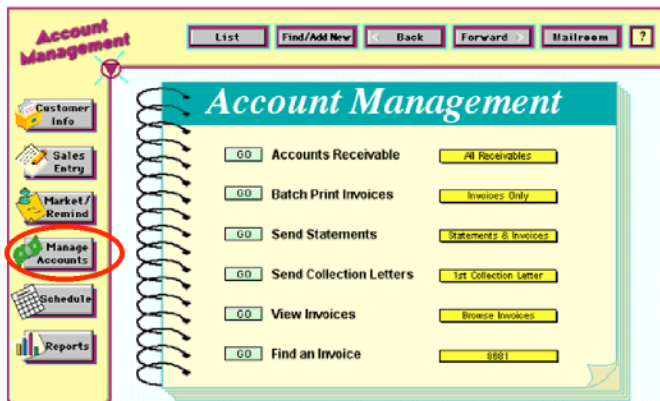 Account
Management
List
Find/Add New
Back
Forward
Mailroom
?
Customer
Info
Sales
Entry
Market/
Remind
Manage
Accounts
Schedule
Reports
Account Management
GO Accounts Receivable All Receivables
GO Batch Print Invoices Invoices Only
GO Send Statements Statements & Invoices
GO Send Collection Letters 1st Collection Letter
GO View Invoices Browse Invoices
GO Find an Invoice 8681